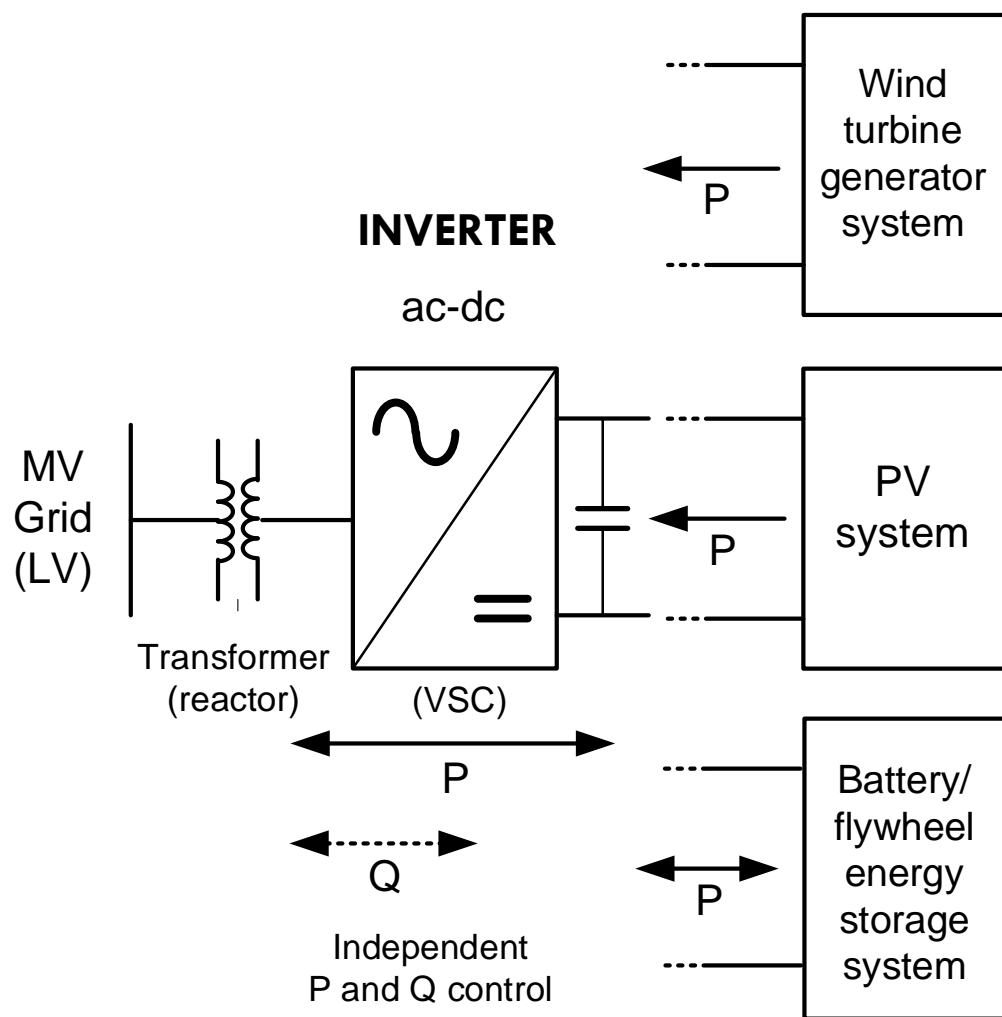 Wind
turbine
generator
system
P
INVERTER
ac-dc
MV
Grid
(LV)
PV
system
P
Transformer
(reactor)
(VSC)
P
Q
Independent
P and Q control
Battery/
flywheel
energy
storage
system
P